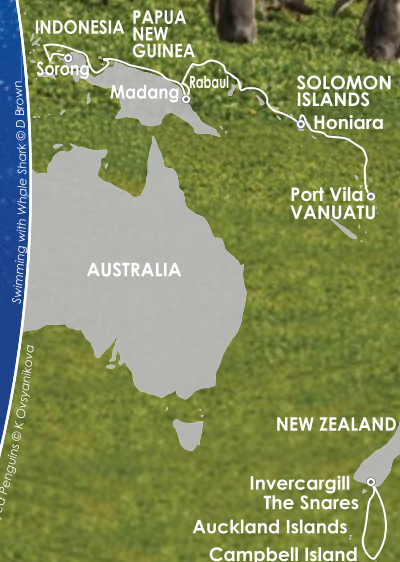 INDONESIA
PAPUA
NEW
GUINEA
Sorong
Madang
Rabaul
SOLOMON
ISLANDS
Honiara
Port Vila
VANUATU
AUSTRALIA
NEW ZEALAND
Invercargill
The Snares
Auckland Islands
Campbell Island
Swimming with Whale Shark © D Brown
Penguins © K Ovsyanikova